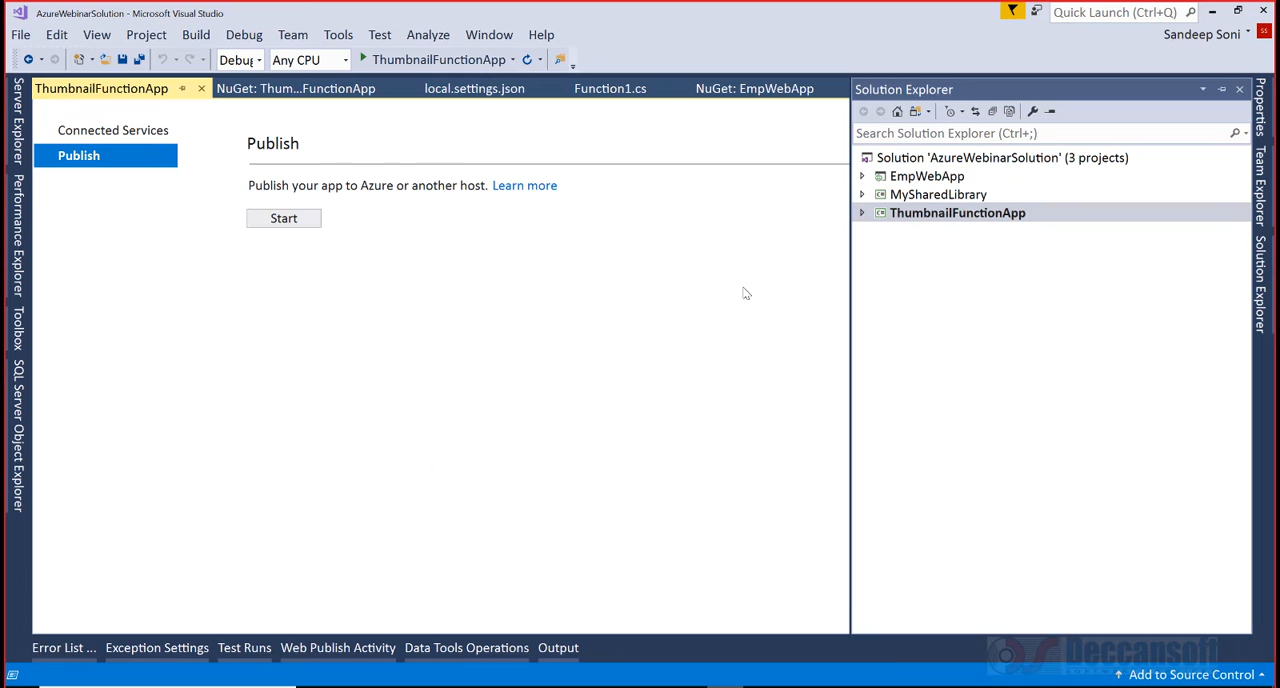 AzureWebinarSolution - Microsoft Visual Studio
Quick Launch (Ctrl+Q)
File Edit View Project Build Debug Team Tools Test Analyze Window Help
Sandeep Soni
SS
Debug Any CPU ThumbnailFunctionApp
ThumbnailFunctionApp
NuGet: Thum...FunctionApp
local.settings.json
Function1.cs
NuGet: EmpWebApp
Server Explorer
Performance Explorer
Toolbox
SQL Server Object Explorer
Connected Services
Publish
Publish
Publish your app to Azure or another host. Learn more
Start
Solution Explorer
Search Solution Explorer (Ctrl+;)
Solution 'AzureWebinarSolution' (3 projects)
EmpWebApp
MySharedLibrary
ThumbnailFunctionApp
Properties
Team Explorer
Solution Explorer
Error List ... Exception Settings Test Runs Web Publish Activity Data Tools Operations Output
Deccansoft
Add to Source Control